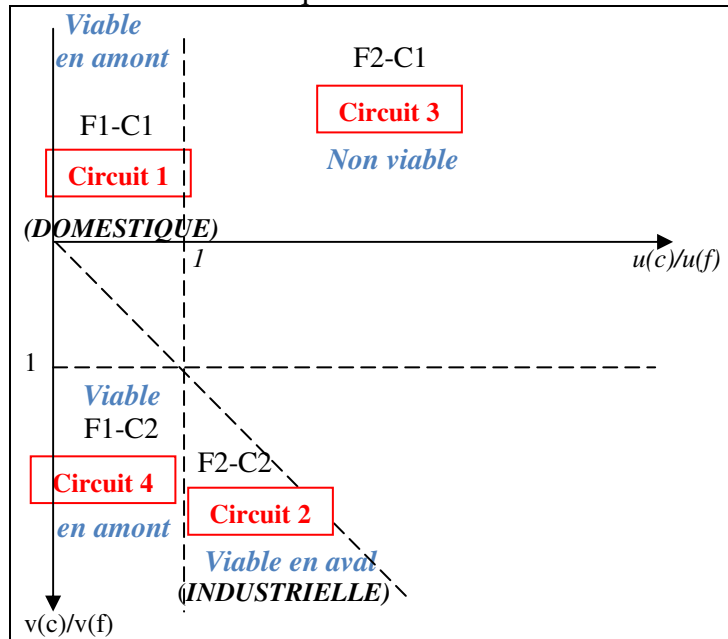 Viable
en amont
F2-C1
Circuit 3
F1-C1
Non viable
Circuit 1
(DOMESTIQUE)
1
u(c)/u(f)
1
Viable
F1-C2
F2-C2
Circuit 4
Circuit 2
en amont
Viable en aval
(INDUSTRIELLE)
v(c)/v(f)